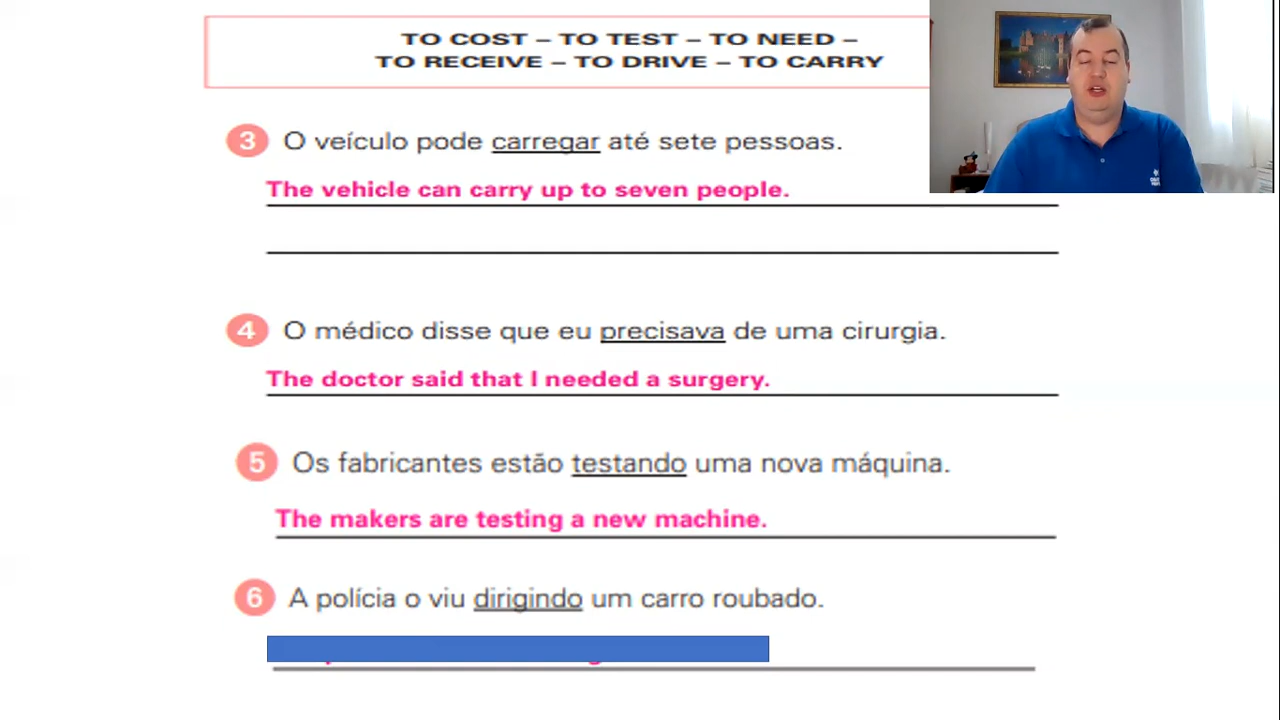 TO COST – TO TEST – TO NEED –
TO RECEIVE – TO DRIVE – TO CARRY
3 O veículo pode carregar até sete pessoas.
The vehicle can carry up to seven people.
4 O médico disse que eu precisava de uma cirurgia.
The doctor said that I needed a surgery.
5 Os fabricantes estão testando uma nova máquina.
The makers are testing a new machine.
6 A polícia o viu dirigindo um carro roubado.